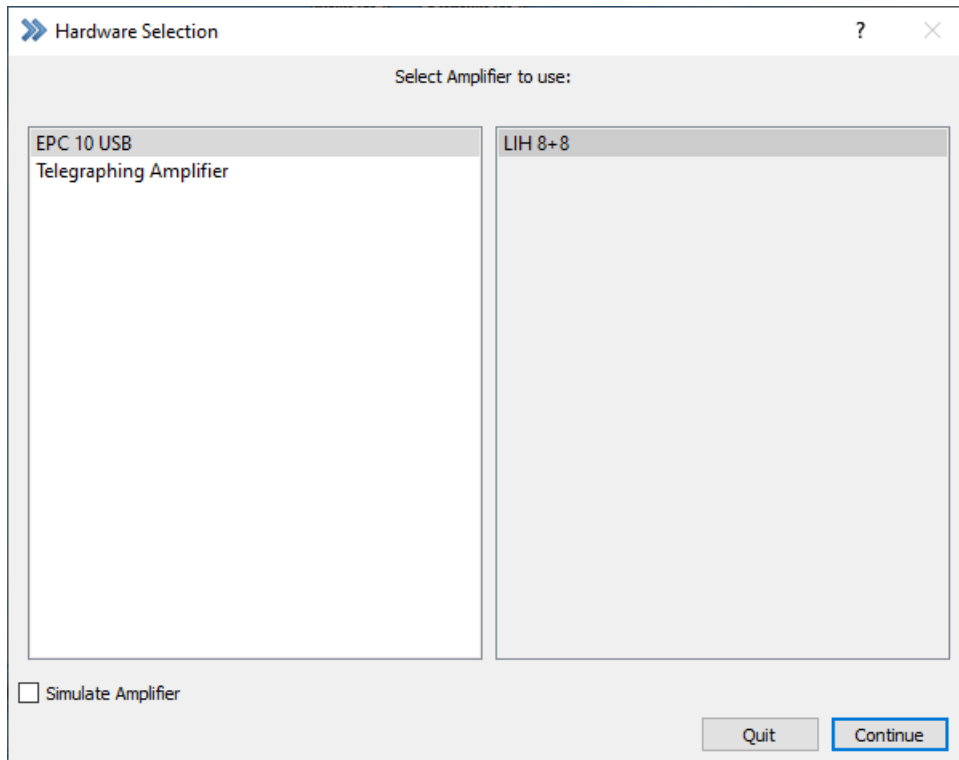 Hardware Selection
?
Select Amplifier to use:
EPC 10 USB
LIH 8+8
Telegraphing Amplifier
Simulate Amplifier
Quit
Continue